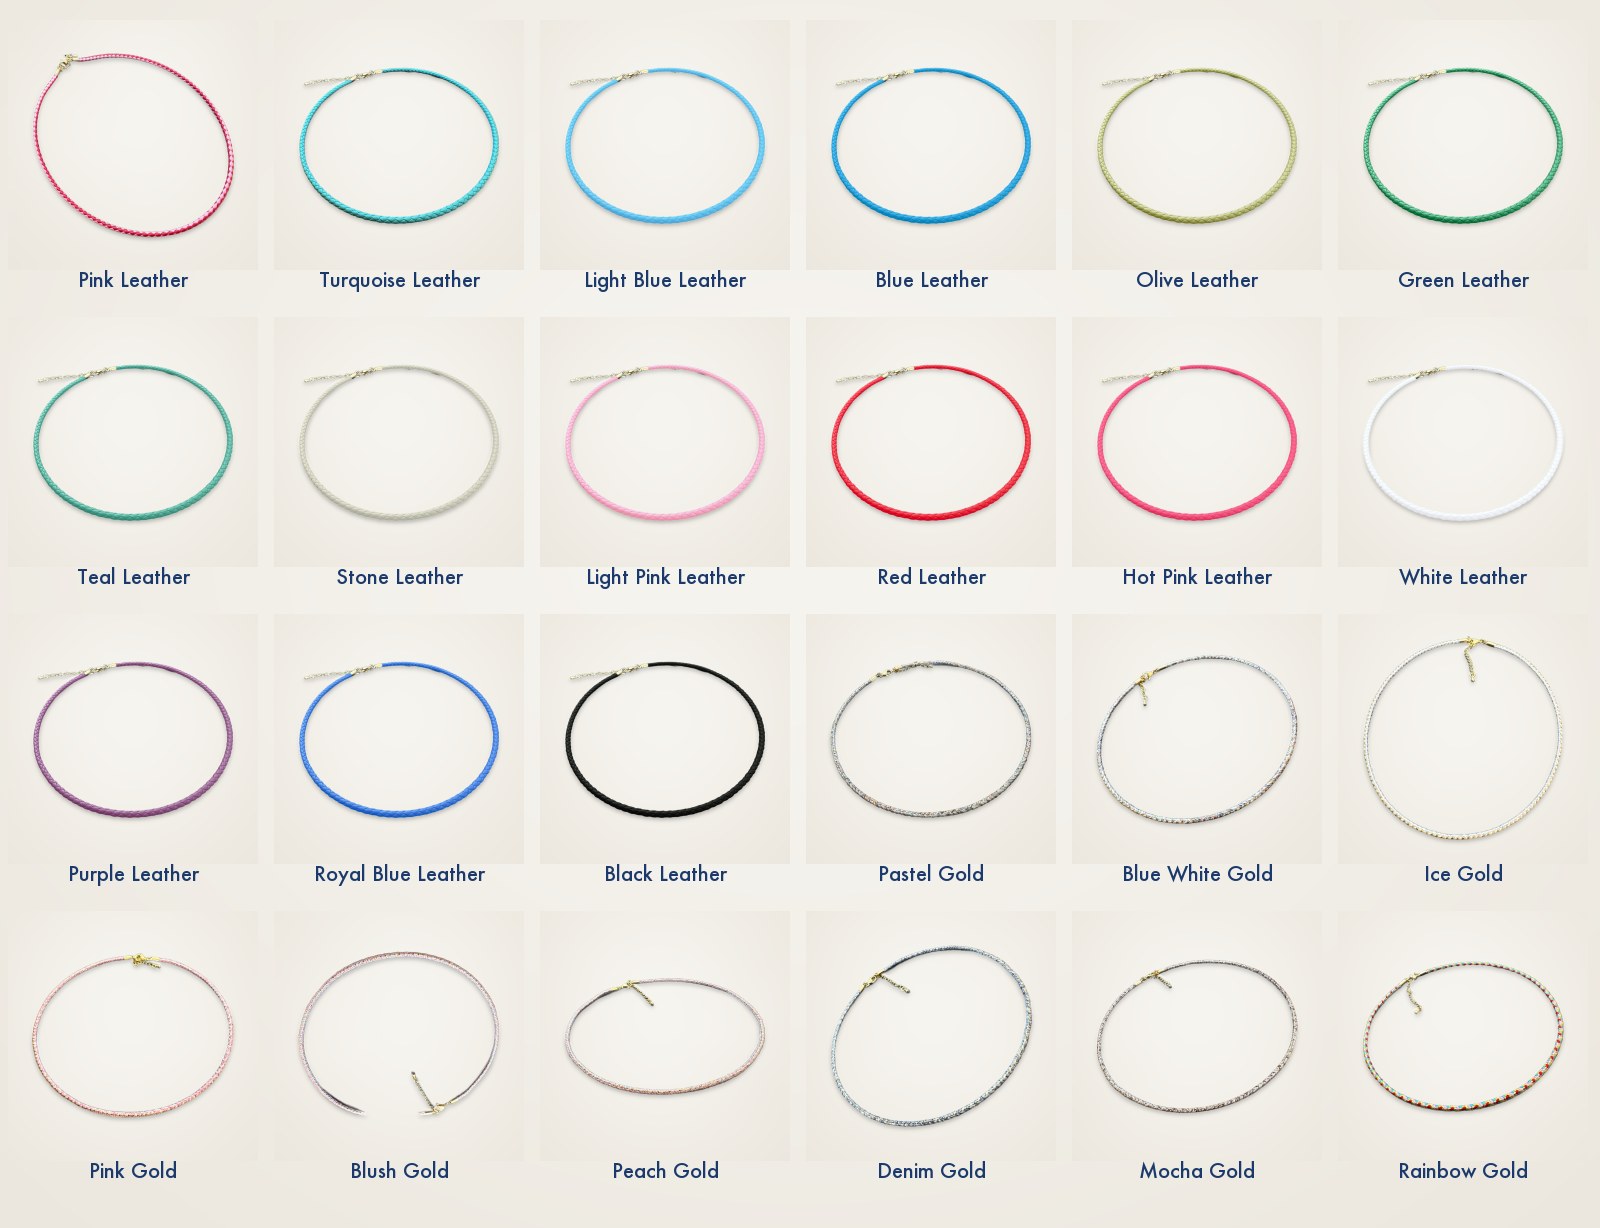 Pink Leather
Turquoise Leather
Light Blue Leather
Blue Leather
Olive Leather
Green Leather
Teal Leather
Stone Leather
Light Pink Leather
Red Leather
Hot Pink Leather
White Leather
Purple Leather
Royal Blue Leather
Black Leather
Pastel Gold
Blue White Gold
Ice Gold
Pink Gold
Blush Gold
Peach Gold
Denim Gold
Mocha Gold
Rainbow Gold